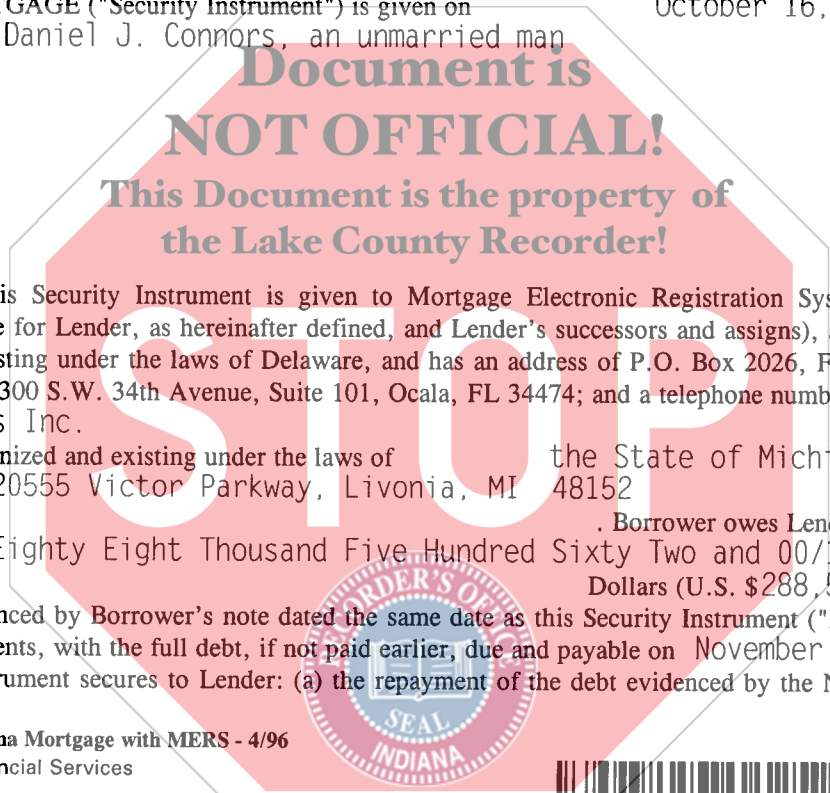 GAGE ("Security Instrument") is given on October 16,
Daniel J. Connors, an unmarried man
Document is
NOT OFFICIAL!
This Document is the property of
the Lake County Recorder!
is Security Instrument is given to Mortgage Electronic Registration Sys
e for Lender, as hereinafter defined, and Lender's successors and assigns),
sting under the laws of Delaware, and has an address of P.O. Box 2026, F
300 S.W. 34th Avenue, Suite 101, Ocala, FL 34474; and a telephone numb
s Inc.
nized and existing under the laws of the State of Michi
20555 Victor Parkway, Livonia, MI 48152
. Borrower owes Lend
Eighty Eight Thousand Five Hundred Sixty Two and 00/1
Dollars (U.S. $288,5
nced by Borrower's note dated the same date as this Security Instrument ("
ents, with the full debt, if not paid earlier, due and payable on November
rument secures to Lender: (a) the repayment of the debt evidenced by the N
STOP
RECORDER'S OFFICE
SEAL
INDIANA
na Mortgage with MERS - 4/96
ncial Services